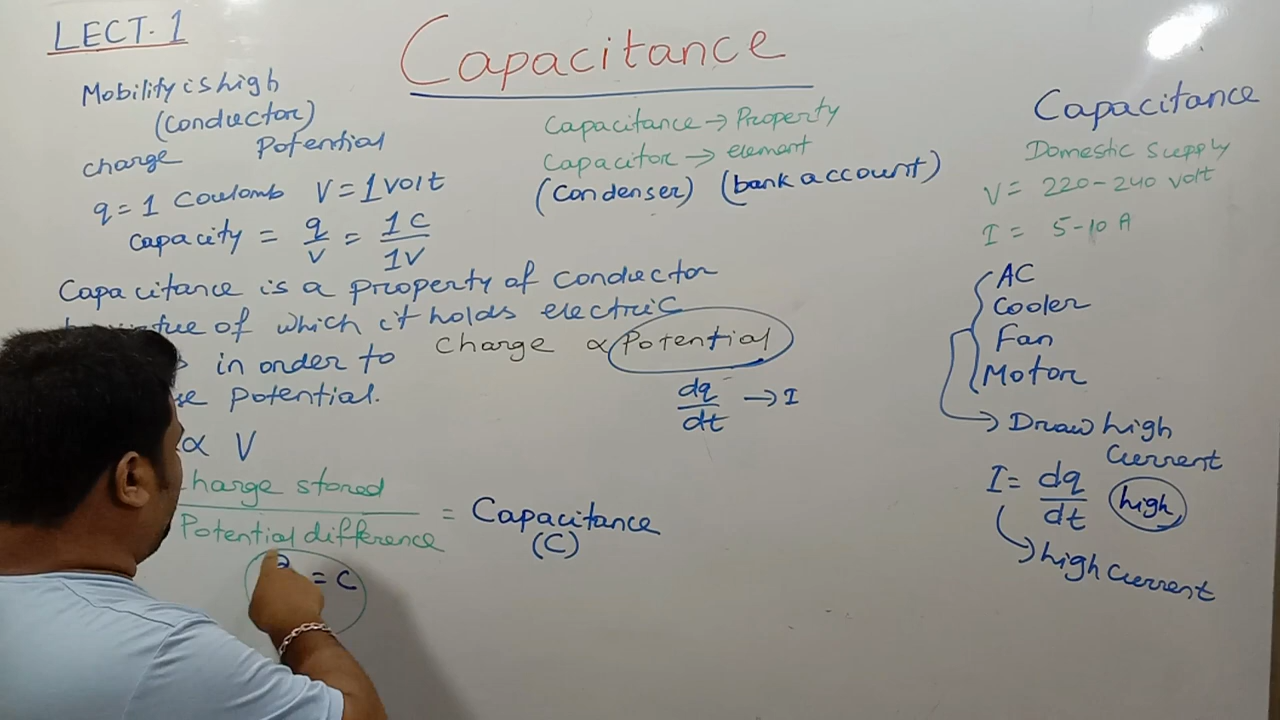 LECT. 1
Capacitance
Mobility is high
(Conductor)
charge Potential
q = 1 Coulomb V = 1 volt
Capacity = q/V = 1C/1V
Capacitance → Property
Capacitor → element
(Condenser) (bank account)
Capacitance is a property of conductor
of which it holds electric
in order to
Potential.
Charge ∝ Potential
dq/dt → I
∝ V
Charge stored
Potential difference
= Capacitance
(C)
= C
Capacitance
Domestic Supply
V = 220-240 volt
I = 5-10 A
AC
Cooler
Fan
Motor
→ Draw high
Current
I = dq/dt (high)
→ high Current